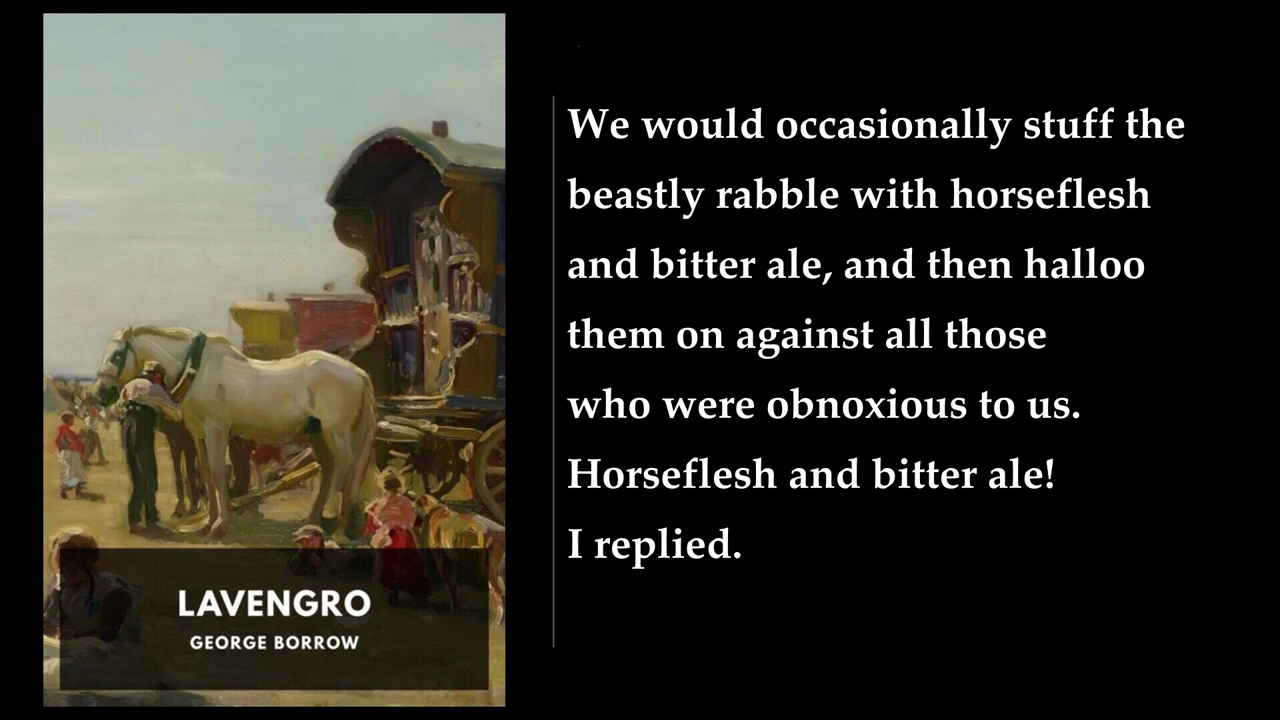 LAVENGRO
GEORGE BORROW
We would occasionally stuff the
beastly rabble with horseflesh
and bitter ale, and then halloo
them on against all those
who were obnoxious to us.
Horseflesh and bitter ale!
I replied.